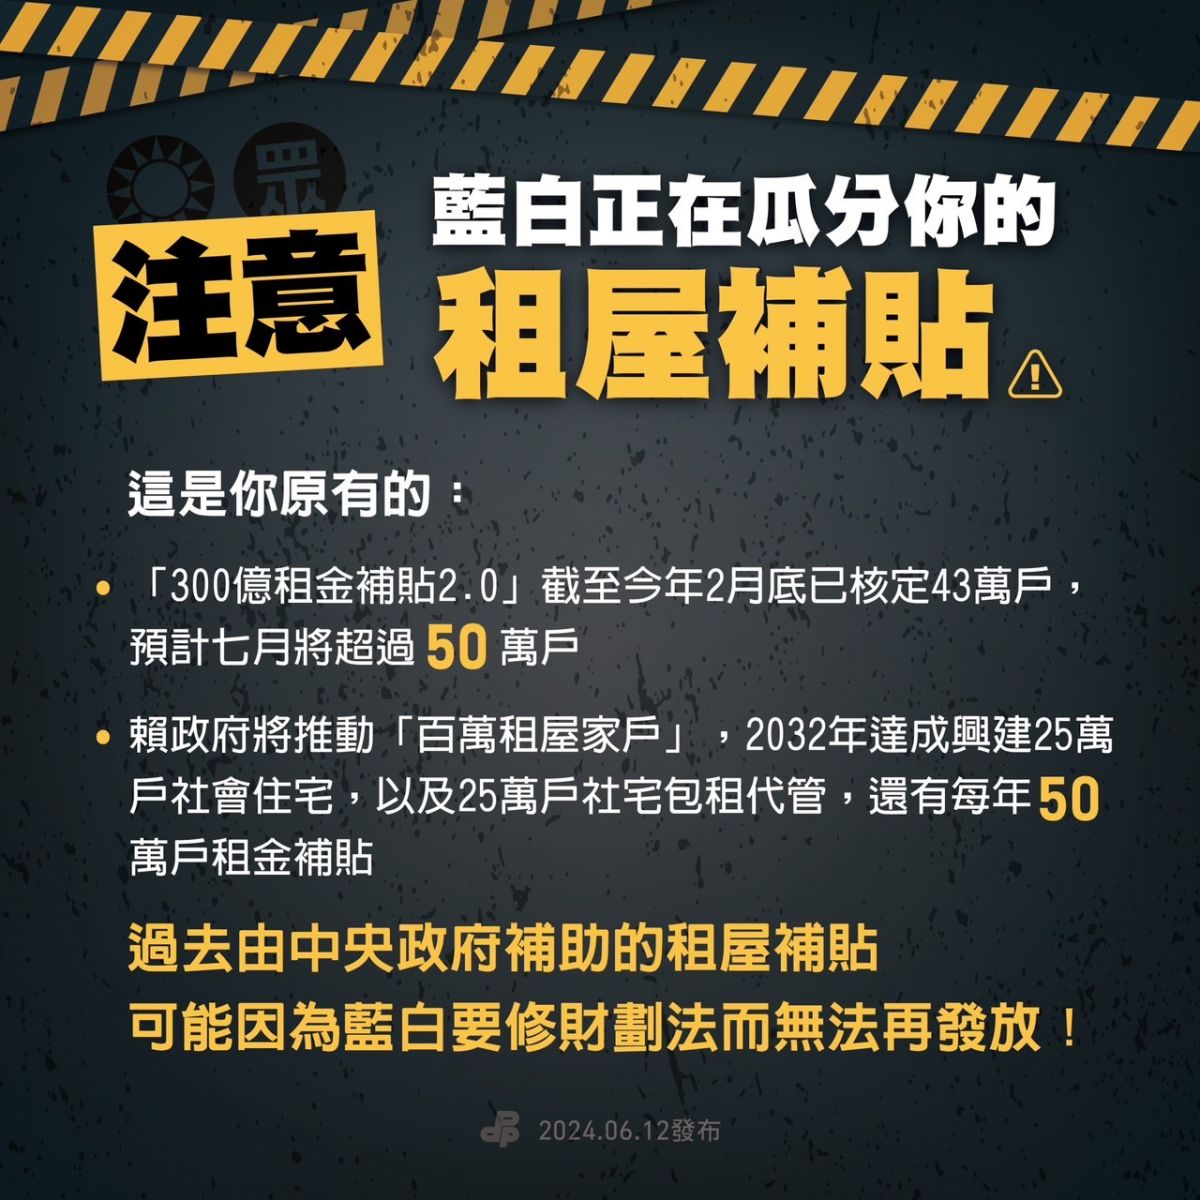 眾
注意
藍白正在瓜分你的
租屋補貼
這是你原有的：
•「300億租金補貼2.0」截至今年2月底已核定43萬戶，
預計七月將超過50萬戶
•賴政府將推動「百萬租屋家戶」，2032年達成興建25萬
戶社會住宅，以及25萬戶社宅包租代管，還有每年50
萬戶租金補貼
過去由中央政府補助的租屋補貼
可能因為藍白要修財劃法而無法再發放！
DPP 2024.06.12發布